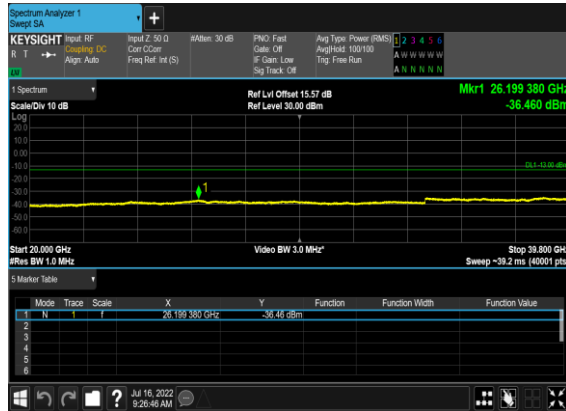 Spectrum Analyzer 1
Swept SA
KEYSIGHT
R T
Input: RF
Coupling: DC
Align: Auto
Input Z: 50 Ω
Corr CCorr
Freq Ref: Int (S)
#Atten: 30 dB
PNO: Fast
Gate: Off
IF Gain: Low
Sig Track: Off
Avg Type: Power (RMS)
Avg|Hold: 100/100
Trig: Free Run
1 2 3 4 5 6
A W W W W W
A N N N N N
1 Spectrum
Scale/Div 10 dB
Ref Lvl Offset 15.57 dB
Ref Level 30.00 dBm
Mkr1 26.199 380 GHz
-36.460 dBm
Log
20.0
10.0
0.00
-10.0
-20.0
-30.0
-40.0
-50.0
-60.0
DL1 -13.00 dBm
1
Start 20.000 GHz
#Res BW 1.0 MHz
Video BW 3.0 MHz*
Stop 39.800 GHz
Sweep ~39.2 ms (40001 pts)
5 Marker Table
Mode Trace Scale X Y Function Function Width Function Value
1 N 1 f 26.199 380 GHz -36.46 dBm
2
3
4
5
6
? Jul 16, 2022
9:26:46 AM